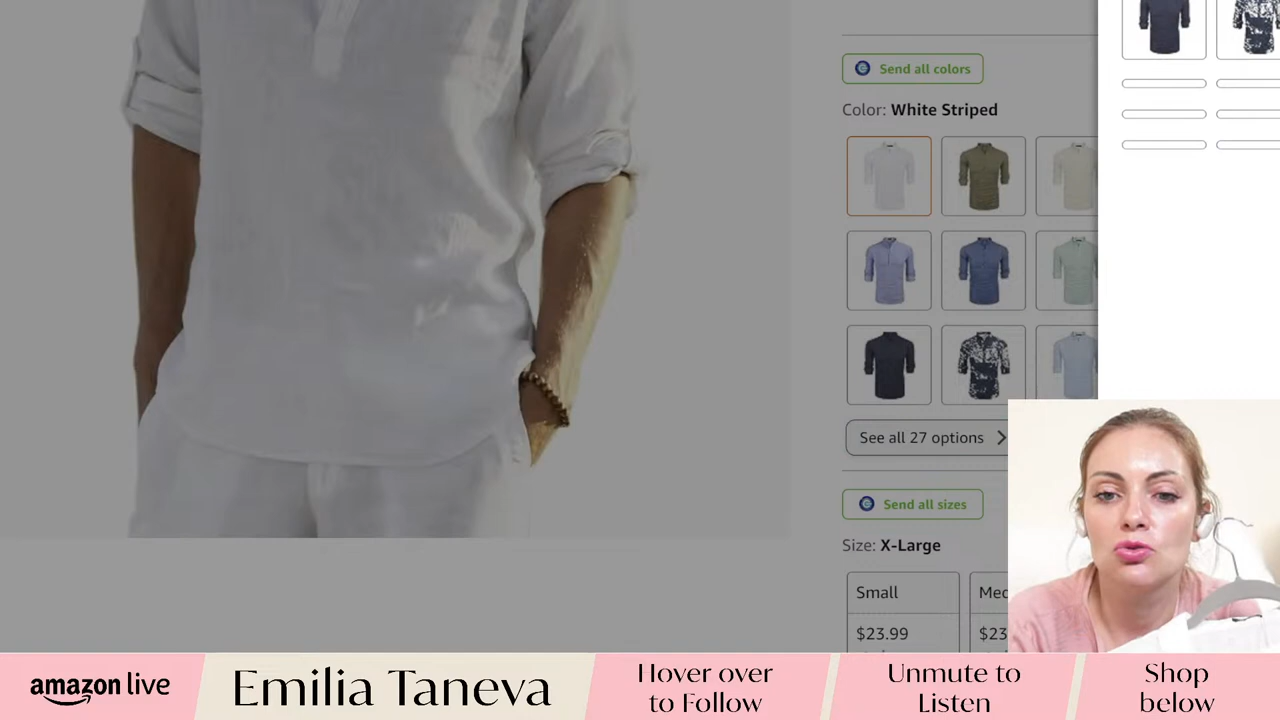 Send all colors
Color: White Striped
See all 27 options
Send all sizes
Size: X-Large
Small
$23.99
$23
amazon live
Emilia Taneva
Hover over
to Follow
Unmute to
Listen
Shop
below